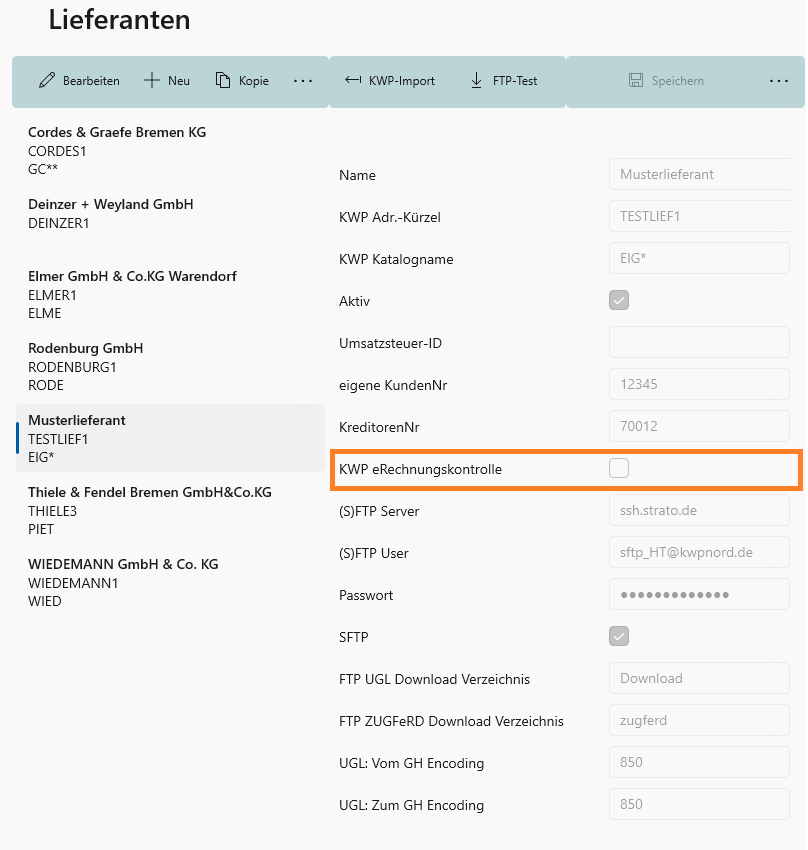 Lieferanten
Bearbeiten Neu Kopie ··· KWP-Import FTP-Test Speichern ···
Cordes & Graefe Bremen KG
CORDES1
GC**
Deinzer + Weyland GmbH
DEINZER1
Elmer GmbH & Co.KG Warendorf
ELMER1
ELME
Rodenburg GmbH
RODENBURG1
RODE
Musterlieferant
TESTLIEF1
EIG*
Thiele & Fendel Bremen GmbH&Co.KG
THIELE3
PIET
WIEDEMANN GmbH & Co. KG
WIEDEMANN1
WIED
Name Musterlieferant
KWP Adr.-Kürzel TESTLIEF1
KWP Katalogname EIG*
Aktiv
Umsatzsteuer-ID
eigene KundenNr 12345
KreditorenNr 70012
KWP eRechnungskontrolle
(S)FTP Server ssh.strato.de
(S)FTP User sftp_HT@kwpnord.de
Passwort •••••••••••••
SFTP
FTP UGL Download Verzeichnis Download
FTP ZUGFeRD Download Verzeichnis zugferd
UGL: Vom GH Encoding 850
UGL: Zum GH Encoding 850